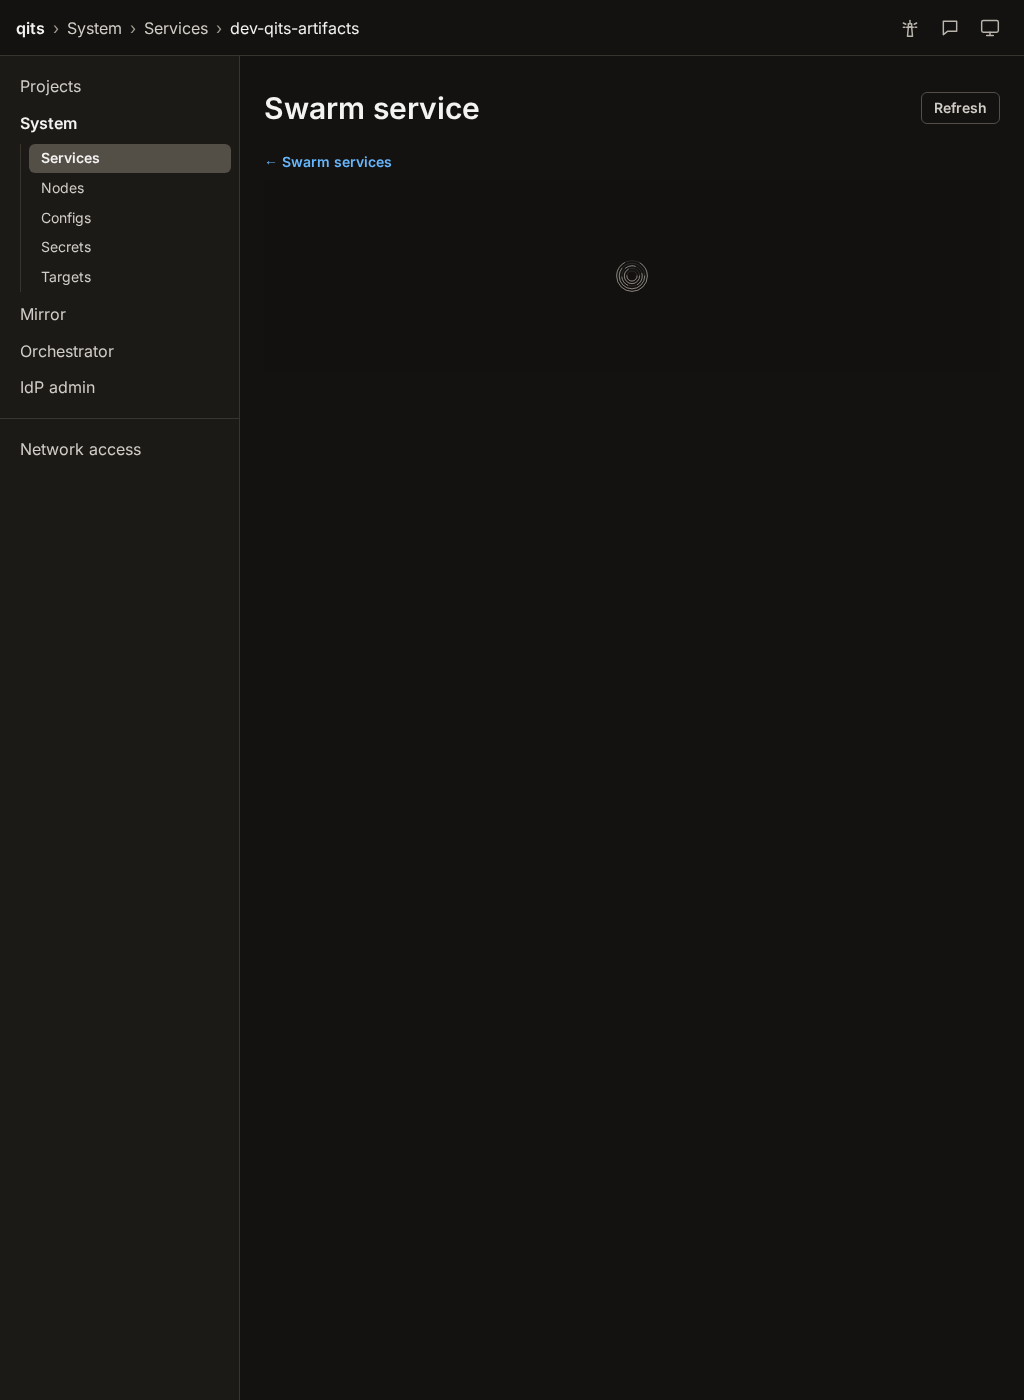 qits › System › Services › dev-qits-artifacts
Projects
System
Services
Nodes
Configs
Secrets
Targets
Mirror
Orchestrator
IdP admin
Network access
Swarm service
Refresh
← Swarm services